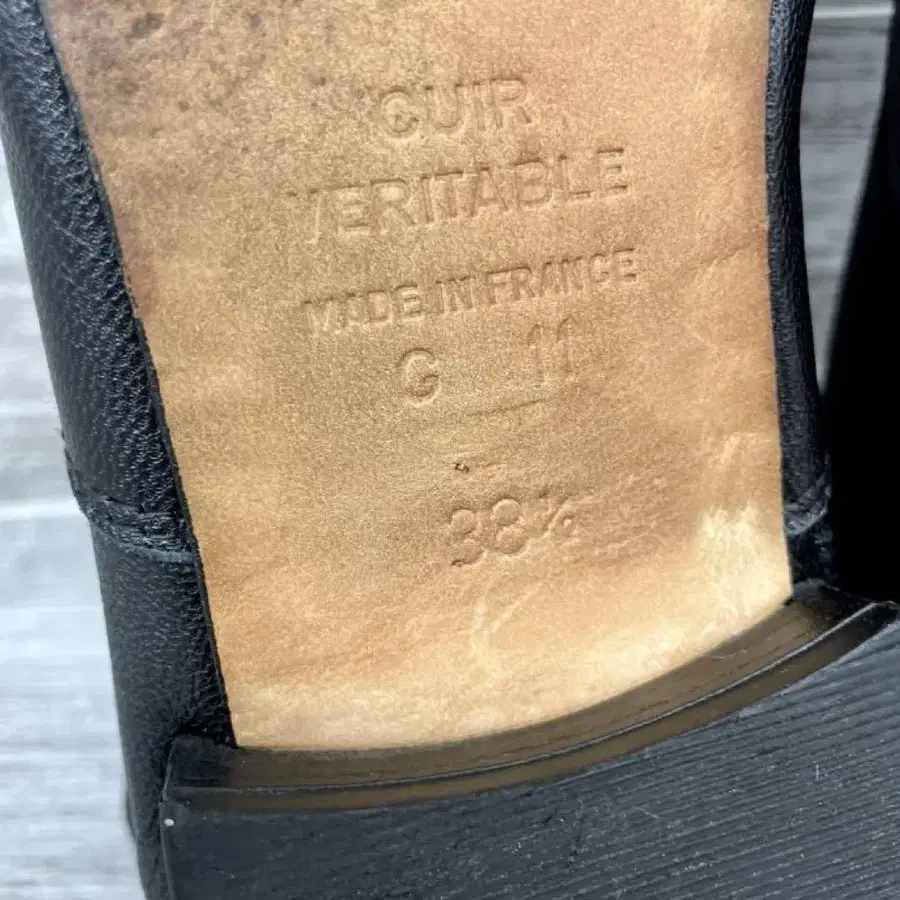 CUIR
VERITABLE
MADE IN FRANCE
G 11
38½